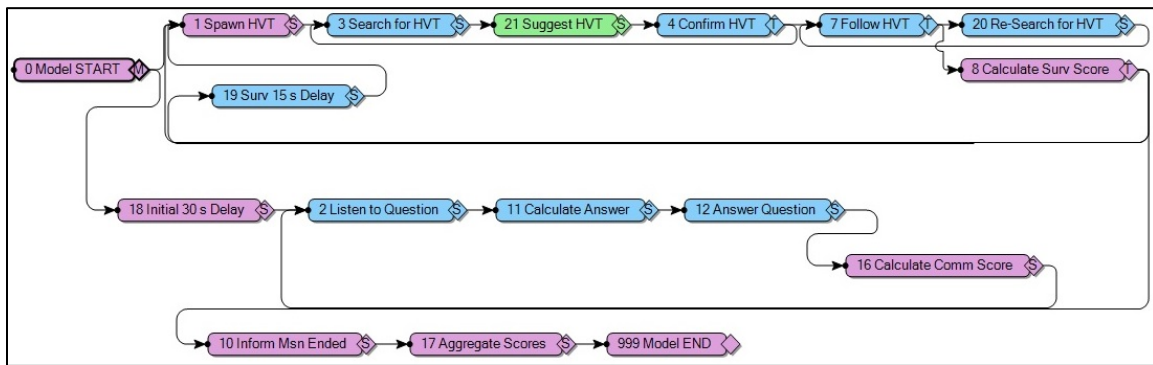 1 Spawn HVT S
3 Search for HVT S
21 Suggest HVT S
4 Confirm HVT T
7 Follow HVT T
20 Re-Search for HVT S
0 Model START M
8 Calculate Surv Score T
19 Surv 15 s Delay S
18 Initial 30 s Delay S
2 Listen to Question S
11 Calculate Answer S
12 Answer Question S
16 Calculate Comm Score S
10 Inform Msn Ended S
17 Aggregate Scores S
999 Model END